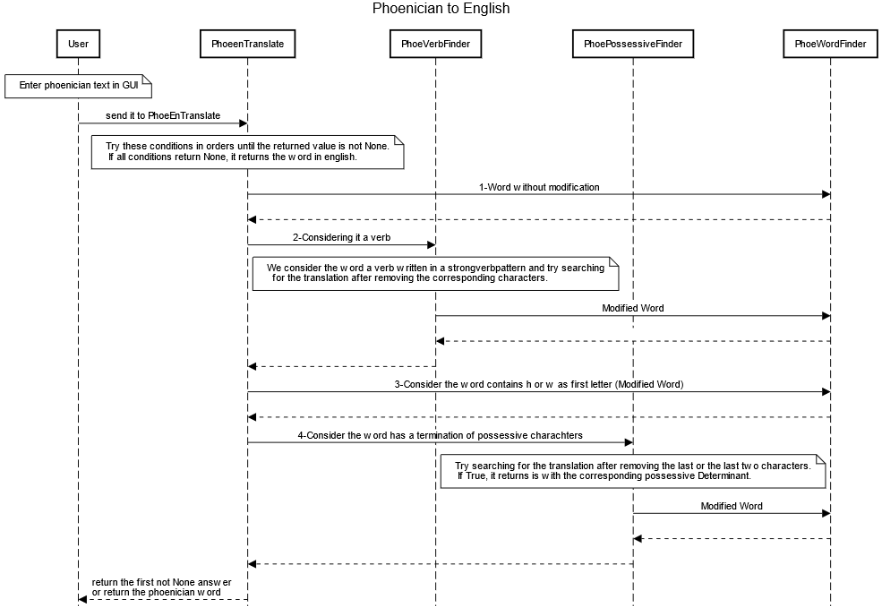 Phoenician to English
User
PhoeenTranslate
PhoeVerbFinder
PhoePossessiveFinder
PhoeWordFinder
Enter phoenician text in GUI
send it to PhoeEnTranslate
Try these conditions in orders until the returned value is not None.
If all conditions return None, it returns the word in english.
1-Word without modification
2-Considering it a verb
We consider the word a verb written in a strongverbpattern and try searching
for the translation after removing the corresponding characters.
Modified Word
3-Consider the word contains h or w as first letter (Modified Word)
4-Consider the word has a termination of possessive charachters
Try searching for the translation after removing the last or the last two characters.
If True, it returns is with the corresponding possessive Determinant.
Modified Word
return the first not None answer
or return the phoenician word